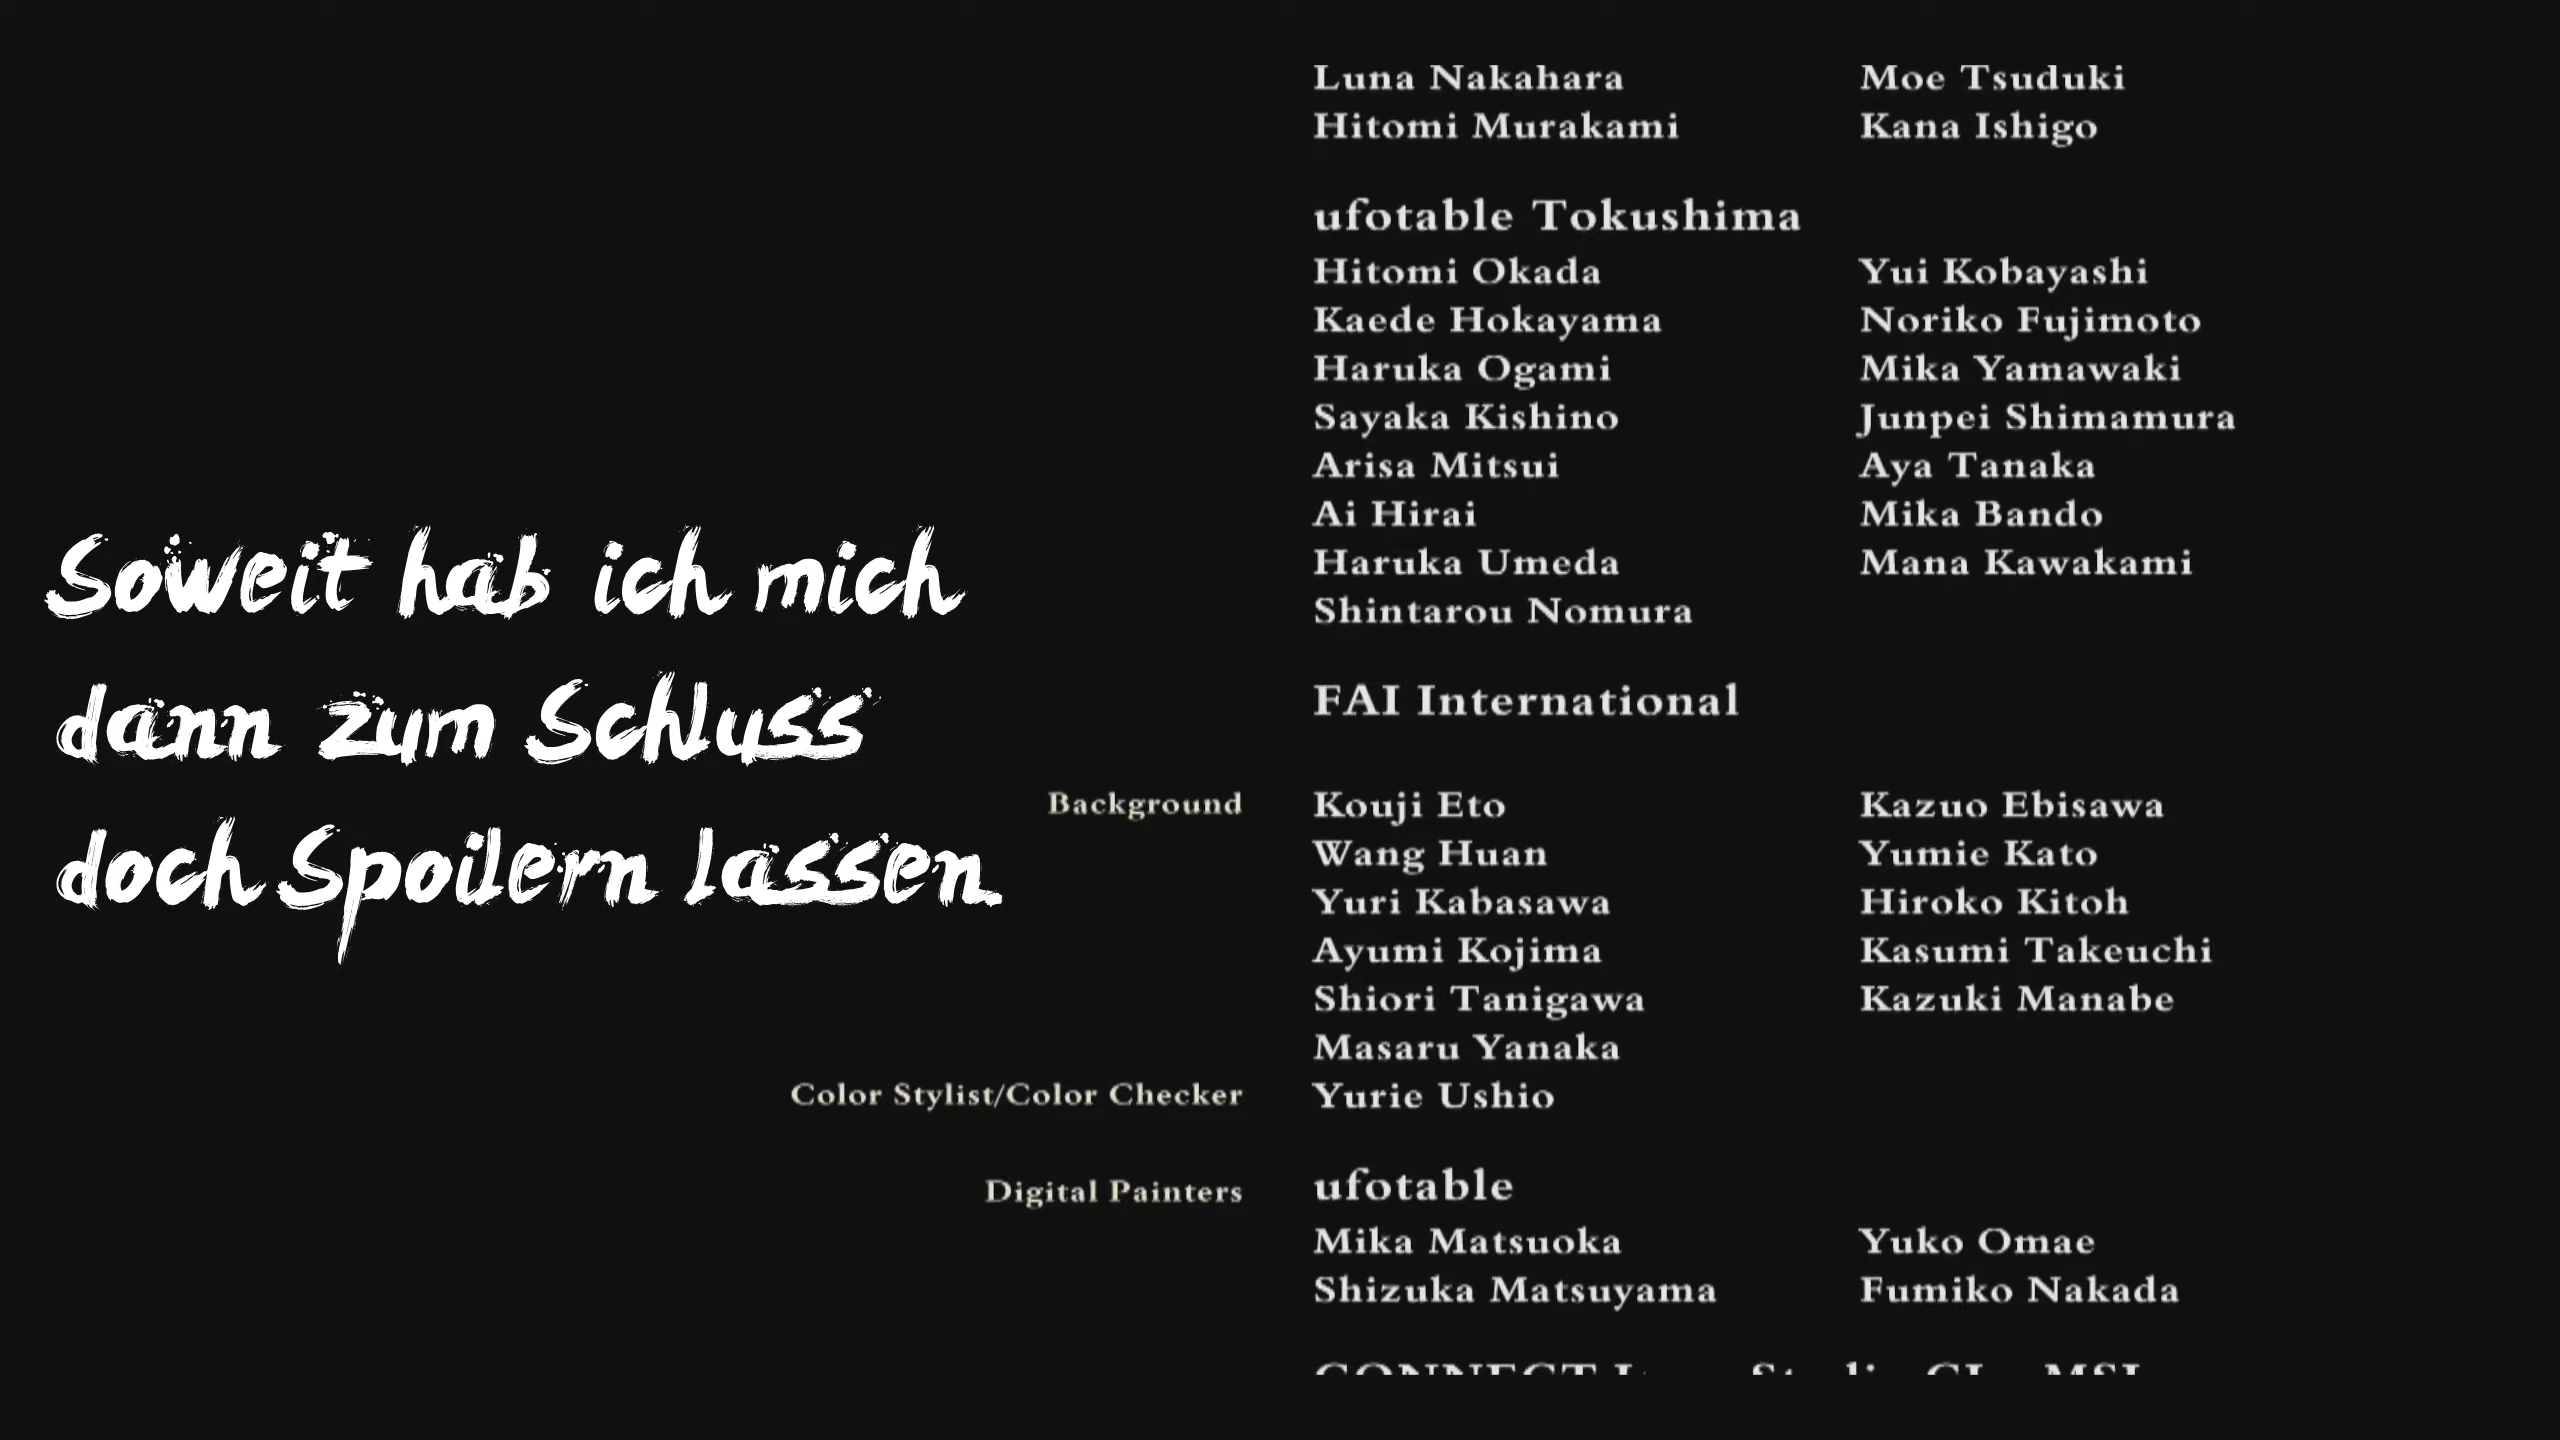 Luna Nakahara Moe Tsuduki
Hitomi Murakami Kana Ishigo
ufotable Tokushima
Hitomi Okada Yui Kobayashi
Kaede Hokayama Noriko Fujimoto
Haruka Ogami Mika Yamawaki
Sayaka Kishino Junpei Shimamura
Arisa Mitsui Aya Tanaka
Ai Hirai Mika Bando
Haruka Umeda Mana Kawakami
Shintarou Nomura
FAI International
Soweit hab ich mich
dann zum Schluss
doch Spoilern lassen.
Background Kouji Eto Kazuo Ebisawa
Wang Huan Yumie Kato
Yuri Kabasawa Hiroko Kitoh
Ayumi Kojima Kasumi Takeuchi
Shiori Tanigawa Kazuki Manabe
Masaru Yanaka
Color Stylist/Color Checker Yurie Ushio
Digital Painters ufotable
Mika Matsuoka Yuko Omae
Shizuka Matsuyama Fumiko Nakada